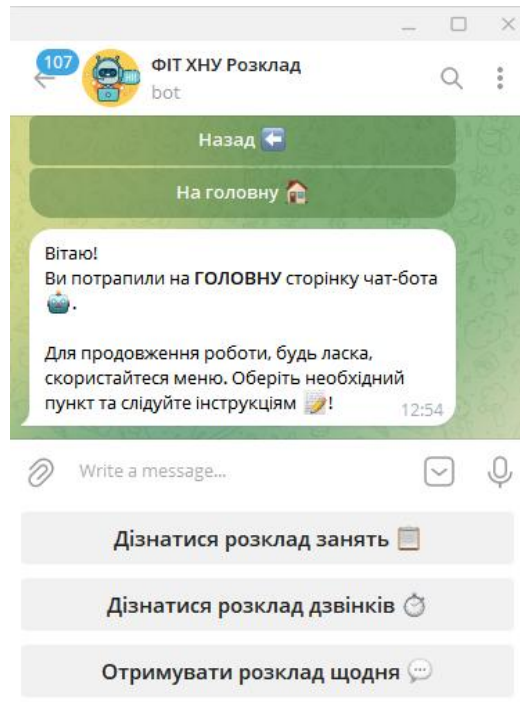 107
ФІТ ХНУ Розклад
bot
Назад ⬅️
На головну 🏠
Вітаю!
Ви потрапили на ГОЛОВНУ сторінку чат-бота
🤖.
Для продовження роботи, будь ласка,
скористайтеся меню. Оберіть необхідний
пункт та слідуйте інструкціям 📝!
12:54
Write a message...
Дізнатися розклад занять 📋
Дізнатися розклад дзвінків ⏱
Отримувати розклад щодня 💬